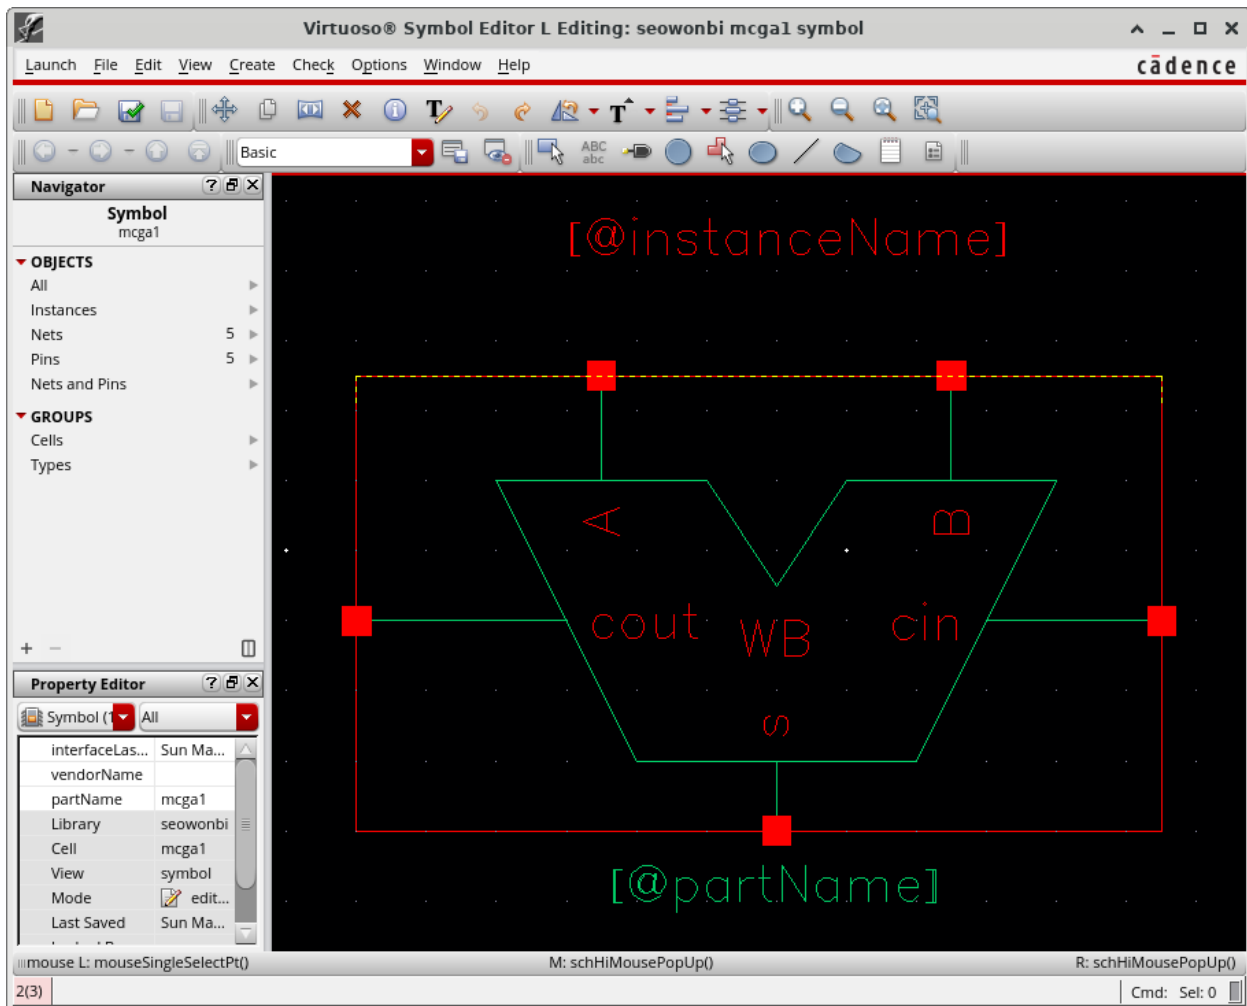 Virtuoso® Symbol Editor L Editing: seowonbi mcga1 symbol
Launch File Edit View Create Check Options Window Help cādence
Basic
ABC
abc
Navigator
Symbol
mcga1
OBJECTS
All
Instances
Nets 5
Pins 5
Nets and Pins
GROUPS
Cells
Types
Property Editor
Symbol (1 All
interfaceLas... Sun Ma...
vendorName
partName mcga1
Library seowonbi
Cell mcga1
View symbol
Mode edit...
Last Saved Sun Ma...
[@instanceName]
A B
cout WB cin
S
[@partName]
mouse L: mouseSingleSelectPt() M: schHiMousePopUp() R: schHiMousePopUp()
2(3) Cmd: Sel: 0